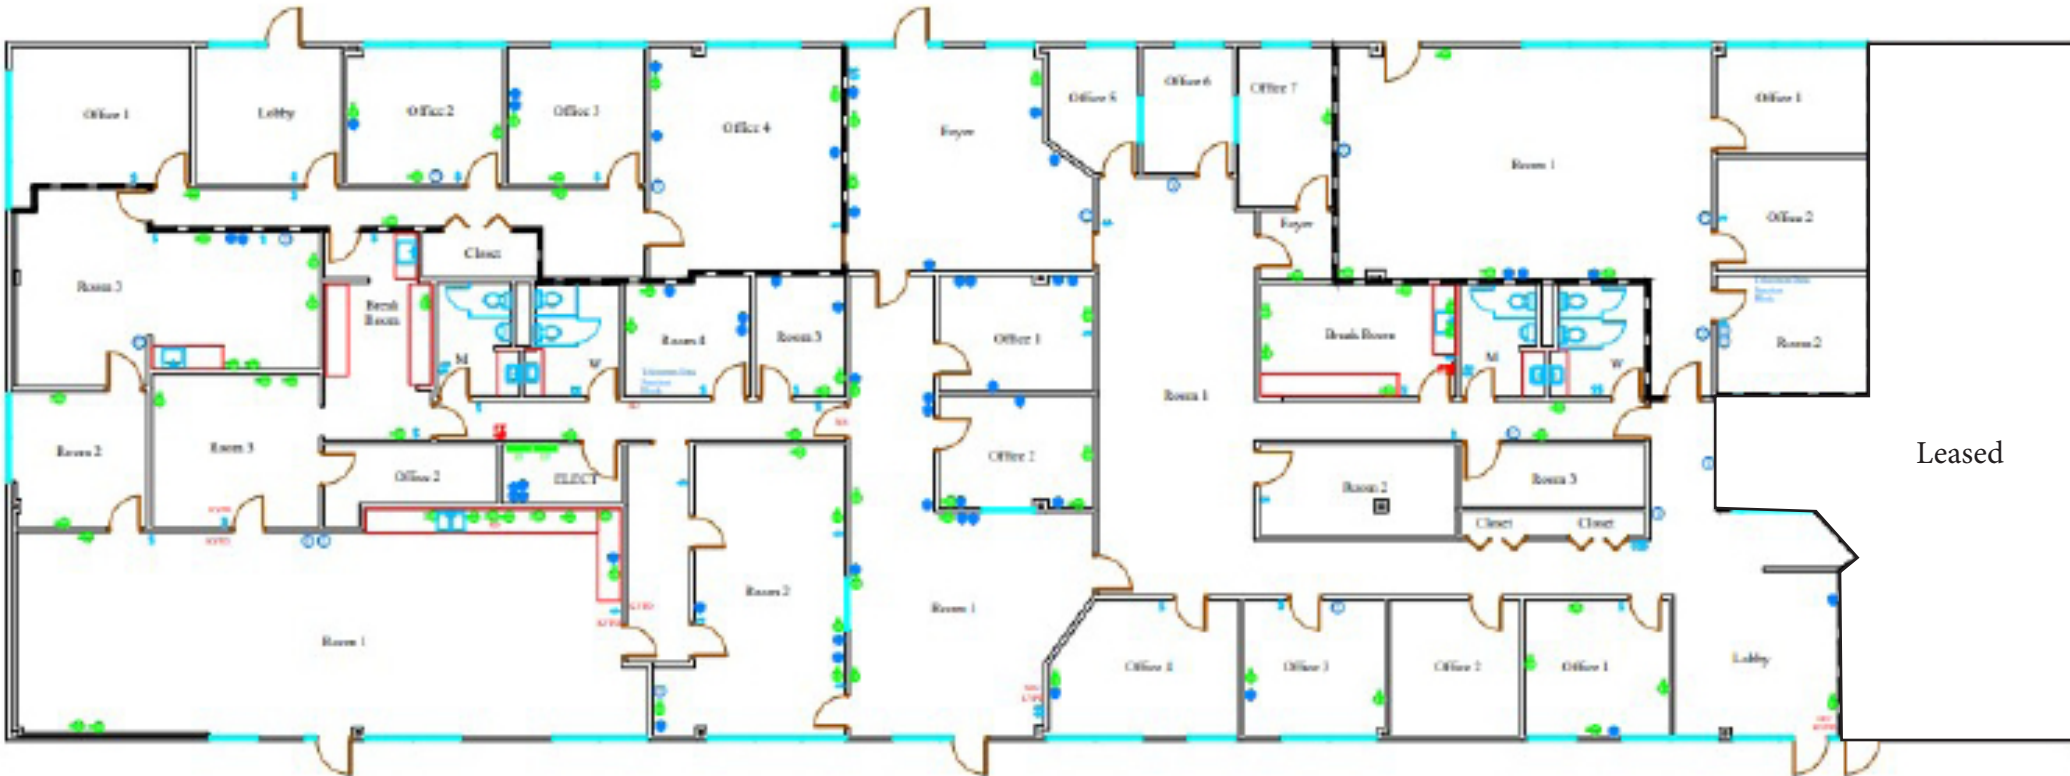 Office 1
Lobby
Office 2
Office 3
Office 4
Foyer
Office 5
Office 6
Office 7
Foyer
Room 1
Office 1
Office 2
Room 2
Leased
Room 3
Closet
Break
Room
M
W
Room 4
Room 3
Office 1
Office 2
Room 1
Break Room
M
W
Room 2
Room 3
Closet
Closet
Room 2
Room 3
Office 2
ELECT
Room 1
Room 2
Room 1
Office 4
Office 3
Office 2
Office 1
Lobby